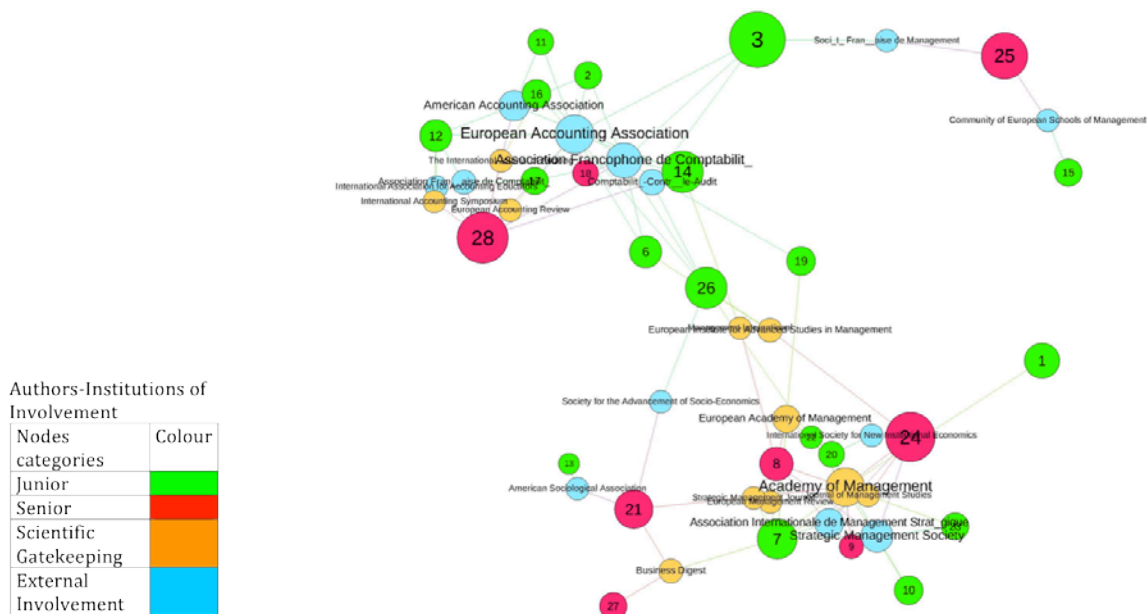 3
Soci_t_ Fran__aise de Management
25
11
2
16
American Accounting Association
Community of European Schools of Management
12
European Accounting Association
The International
Association Francophone de Comptabilit_
15
18
14
17
Association Fran__aise de Comptabilit_
Comptabilit_-Contr__le-Audit
International Association for Accounting Educators
International Accounting Symposium
European Accounting Review
28
6
19
26
European Institute for Advanced Studies in Management
1
Authors-Institutions of
Involvement
Nodes
categories
Colour
Junior
Senior
Scientific
Gatekeeping
External
Involvement
Society for the Advancement of Socio-Economics
European Academy of Management
22
International Society for New Institutional Economics
24
20
13
8
American Sociological Association
Academy of Management
Strategic Management Journal
Journal of Management Studies
European Management Review
21
Association Internationale de Management Strat_gique
Strategic Management Society
7
9
Business Digest
10
27